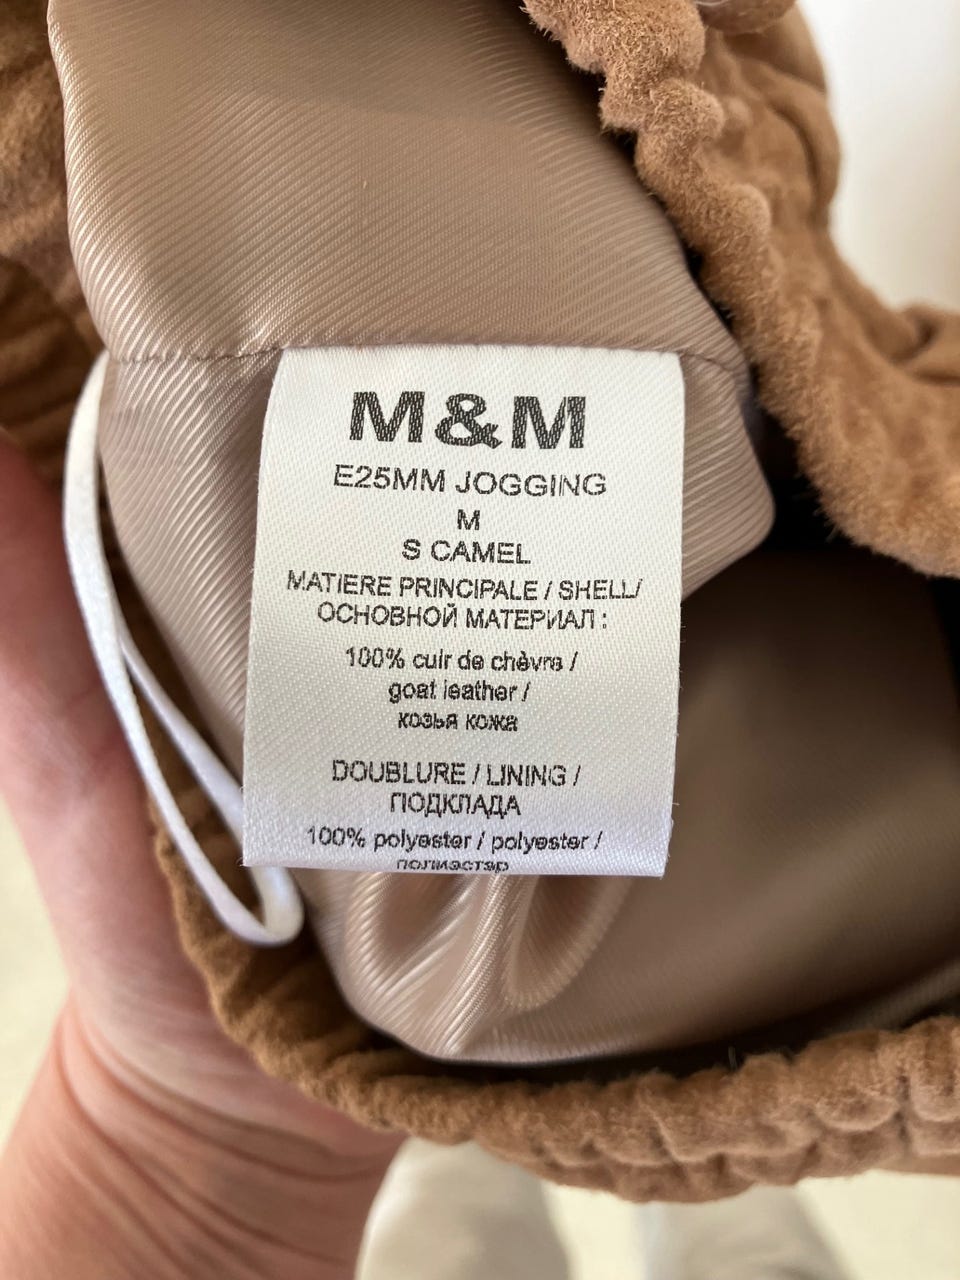 M&M
E25MM JOGGING
M
S CAMEL
MATIERE PRINCIPALE / SHELL/
ОСНОВНОЙ МАТЕРИАЛ :
100% cuir de chèvre /
goat leather /
козья кожа
DOUBLURE / LINING /
ПОДКЛАДА
100% polyester / polyester /
полиэстэр